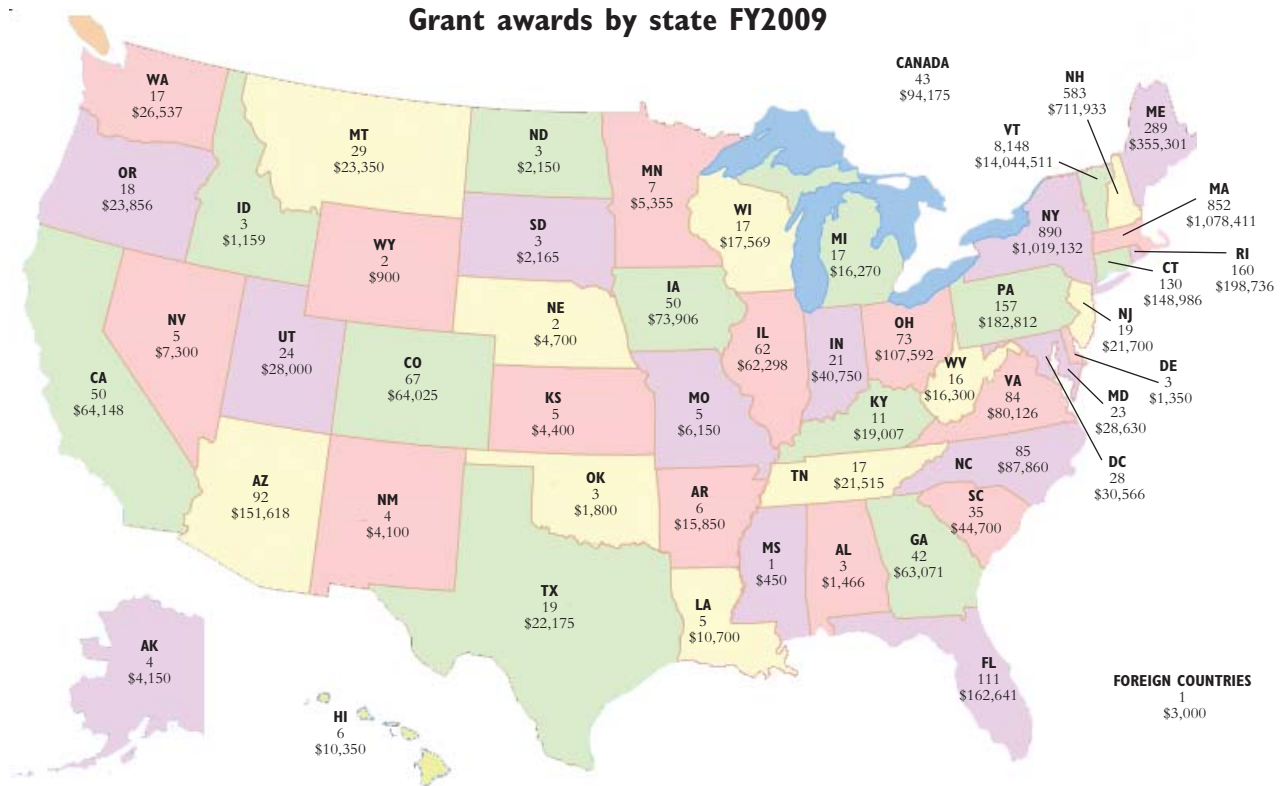 Grant awards by state FY2009
CANADA
43
$94,175
NH
583
$711,933
WA
17
$26,537
ME
289
$355,301
VT
8,148
$14,044,511
MT
29
$23,350
ND
3
$2,150
MN
7
$5,355
OR
18
$23,856
ID
3
$1,159
WI
17
$17,569
MA
852
$1,078,411
NY
890
$1,019,132
SD
3
$2,165
MI
17
$16,270
WY
2
$900
RI
160
$198,736
CT
130
$148,986
IA
50
$73,906
PA
157
$182,812
NE
2
$4,700
NJ
19
$21,700
NV
5
$7,300
OH
73
$107,592
IL
62
$62,298
UT
24
$28,000
IN
21
$40,750
CO
67
$64,025
WV
16
$16,300
DE
3
$1,350
CA
50
$64,148
VA
84
$80,126
KS
5
$4,400
MO
5
$6,150
MD
23
$28,630
KY
11
$19,007
DC
28
$30,566
NC
85
$87,860
TN
17
$21,515
AZ
92
$151,618
OK
3
$1,800
NM
4
$4,100
AR
6
$15,850
SC
35
$44,700
GA
42
$63,071
MS
1
$450
AL
3
$1,466
TX
19
$22,175
LA
5
$10,700
AK
4
$4,150
FL
111
$162,641
FOREIGN COUNTRIES
1
$3,000
HI
6
$10,350